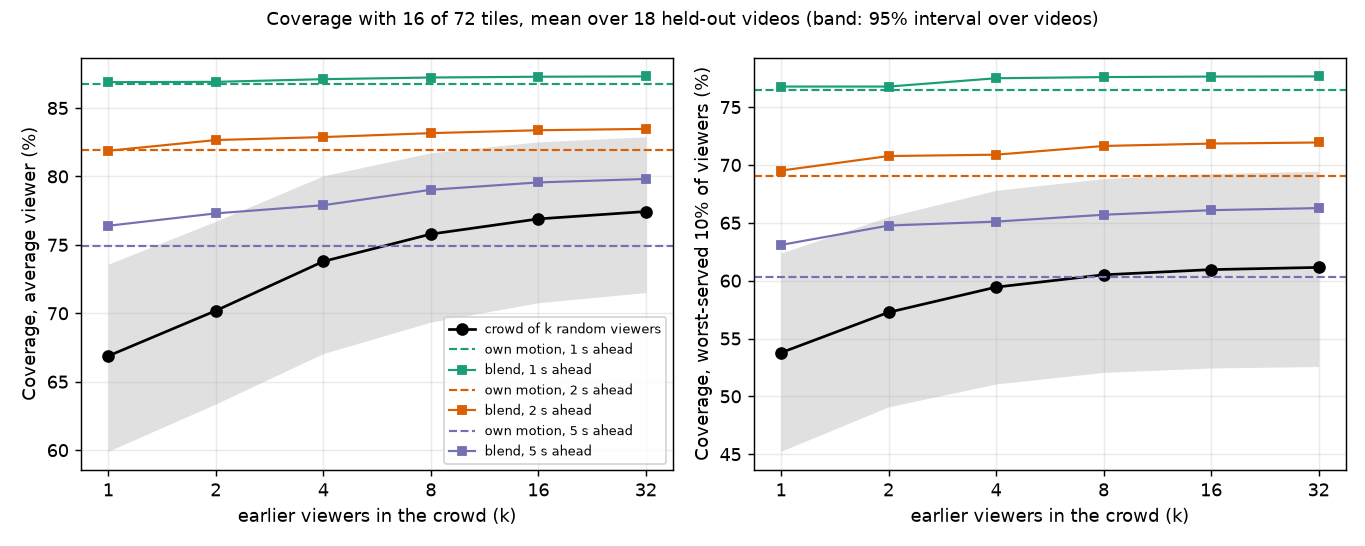 Coverage with 16 of 72 tiles, mean over 18 held-out videos (band: 95% interval over videos)
Coverage, average viewer (%)
85
80
75
70
65
60
1 2 4 8 16 32
earlier viewers in the crowd (k)
crowd of k random viewers
own motion, 1 s ahead
blend, 1 s ahead
own motion, 2 s ahead
blend, 2 s ahead
own motion, 5 s ahead
blend, 5 s ahead
Coverage, worst-served 10% of viewers (%)
75
70
65
60
55
50
45
1 2 4 8 16 32
earlier viewers in the crowd (k)